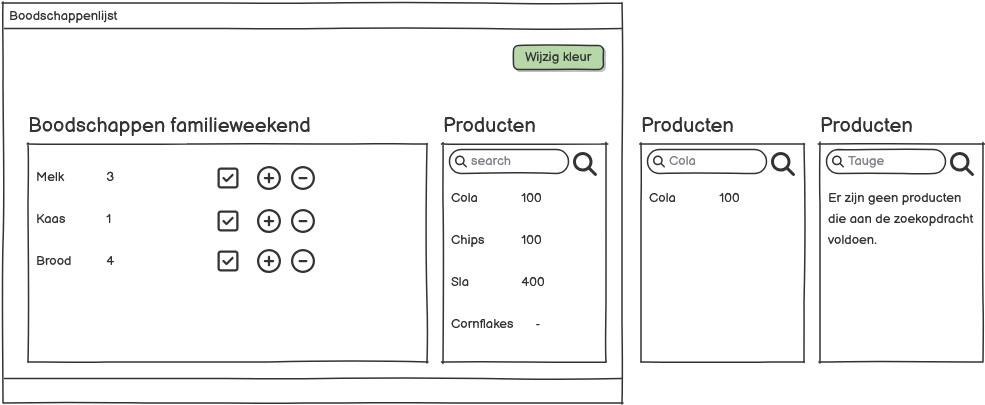 Boodschappenlijst
Wijzig kleur
Boodschappen familieweekend
Melk 3
Kaas 1
Brood 4
Producten
search
Cola 100
Chips 100
Sla 400
Cornflakes -
Producten
Cola
Cola 100
Producten
Tauge
Er zijn geen producten
die aan de zoekopdracht
voldoen.